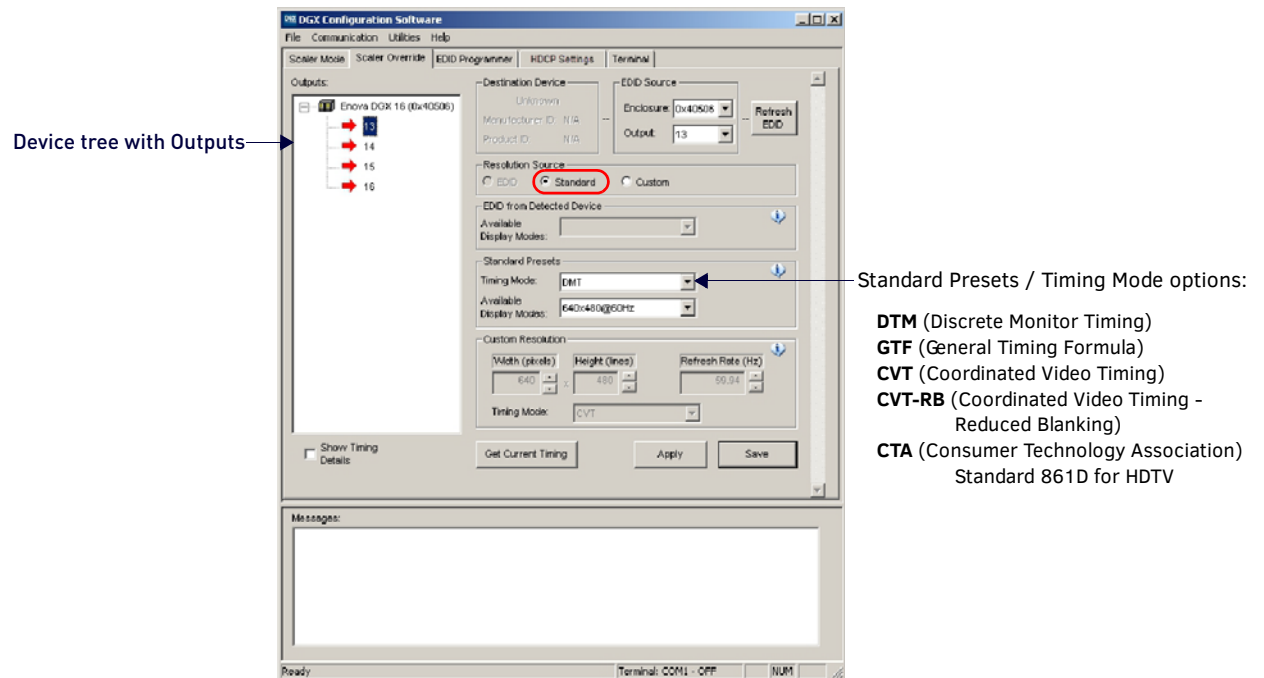 DGX Configuration Software
File Communication Utilities Help
Scaler Mode Scaler Override EDID Programmer HDCP Settings Terminal
Outputs:
Enova DGX 16 (0x40506)
13
14
15
16
Device tree with Outputs
Destination Device
Unknown
Manufacturer ID: N/A
Product ID: N/A
EDID Source
Enclosure: 0x40506
Output: 13
Refresh
EDID
Resolution Source
EDID Standard Custom
EDID from Detected Device
Available
Display Modes:
Standard Presets
Timing Mode: DMT
Available
Display Modes: 640x480@60Hz
Custom Resolution
Width (pixels) Height (lines) Refresh Rate (Hz)
640 x 480 59.94
Timing Mode: CVT
Show Timing
Details
Get Current Timing Apply Save
Messages:
Ready Terminal: COM1 - OFF NUM
Standard Presets / Timing Mode options:
DTM (Discrete Monitor Timing)
GTF (General Timing Formula)
CVT (Coordinated Video Timing)
CVT-RB (Coordinated Video Timing -
Reduced Blanking)
CTA (Consumer Technology Association)
Standard 861D for HDTV